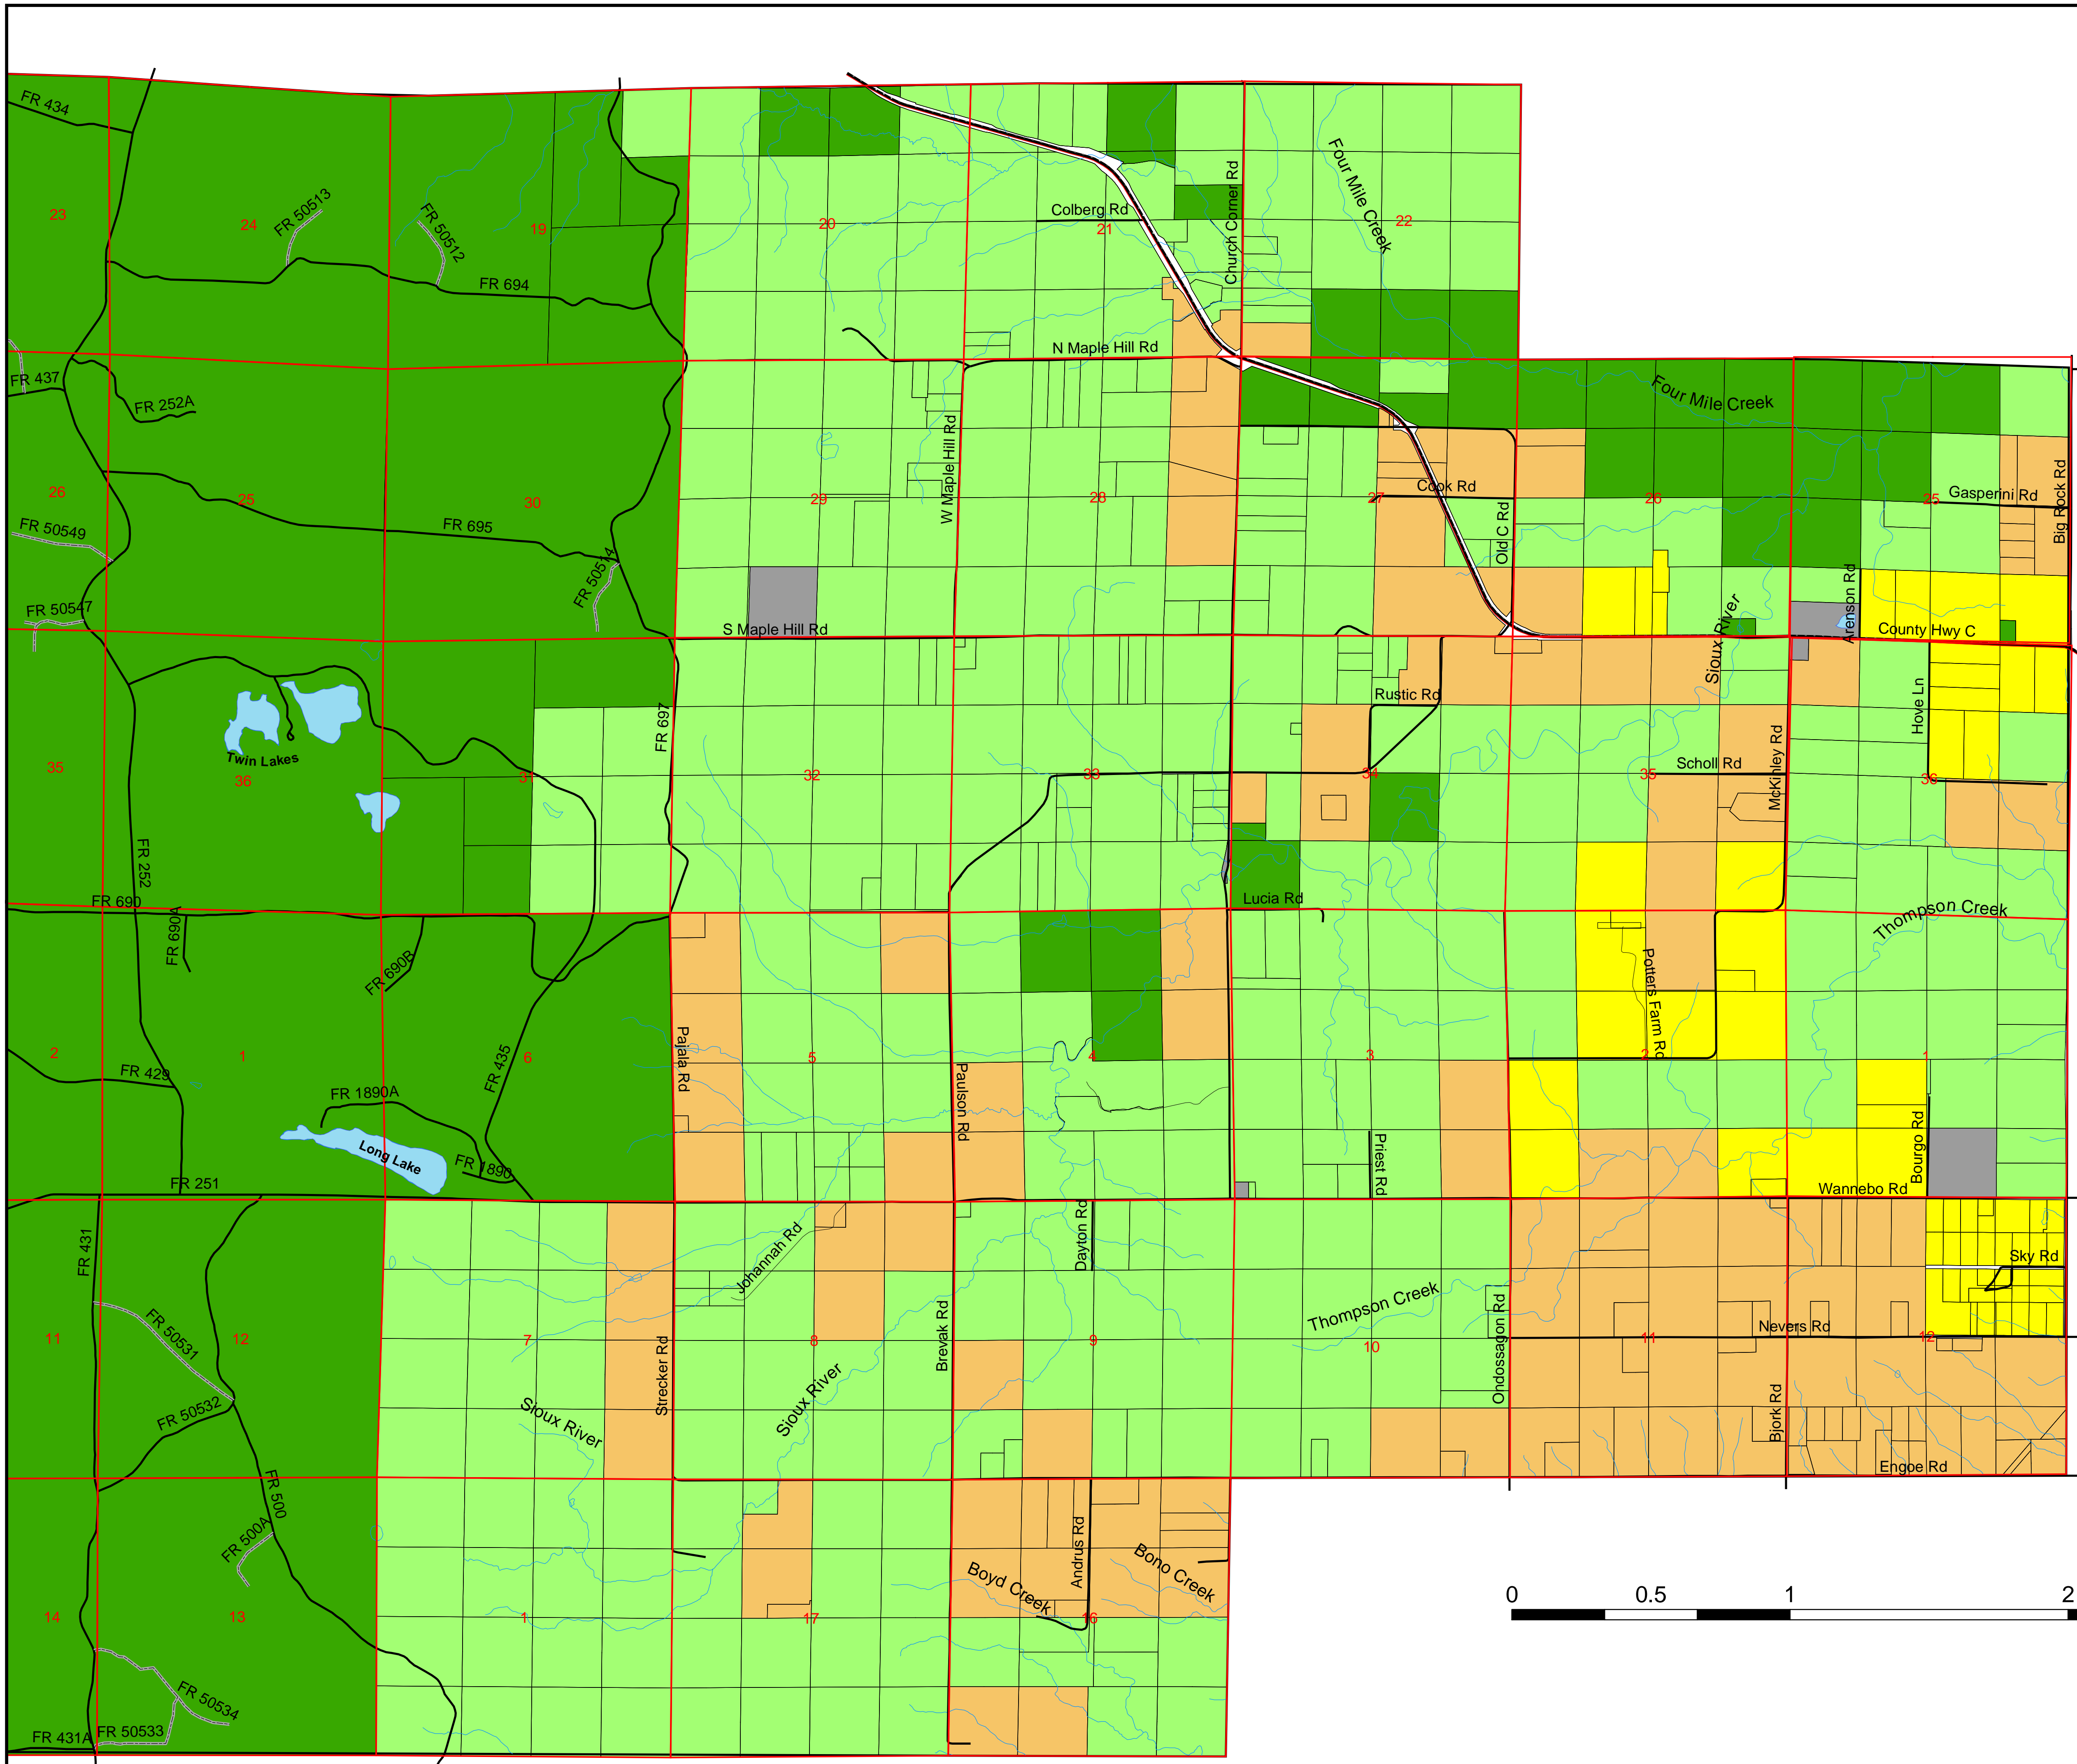 FR 434
23
24
FR 50513
FR 50512
19
FR 694
20
Colberg Rd
21
Church Corner Rd
Four Mile Creek
22
N Maple Hill Rd
FR 437
FR 252A
Four Mile Creek
26
25
30
FR 695
FR 50549
FR 50514
FR 50547
29
W Maple Hill Rd
28
27
Cook Rd
Old C Rd
26
25
Gasperini Rd
Big Rock Rd
S Maple Hill Rd
Sioux River
Arenson Rd
County Hwy C
Twin Lakes
35
36
31
FR 697
32
33
Rustic Rd
34
35
Scholl Rd
McKinley Rd
Hove Ln
36
FR 252
FR 690
FR 690A
FR 690B
Lucia Rd
Thompson Creek
2
1
FR 429
FR 435
6
Pajala Rd
5
Paulson Rd
4
3
Potters Farm Rd
2
1
FR 1890A
Long Lake
FR 1890
FR 251
Priest Rd
Bourgo Rd
Wannebo Rd
FR 431
11
12
FR 50531
FR 50532
7
Sioux River
Strecker Rd
Johannah Rd
8
Sioux River
Brevak Rd
Dayton Rd
9
Thompson Creek
10
Ondossagon Rd
11
Nevers Rd
12
Sky Rd
Bjork Rd
Engoe Rd
FR 500
FR 500A
14
13
1
17
Boyd Creek
Andrus Rd
Bono Creek
16
FR 50534
FR 50533
FR 431A
0 0.5 1 2